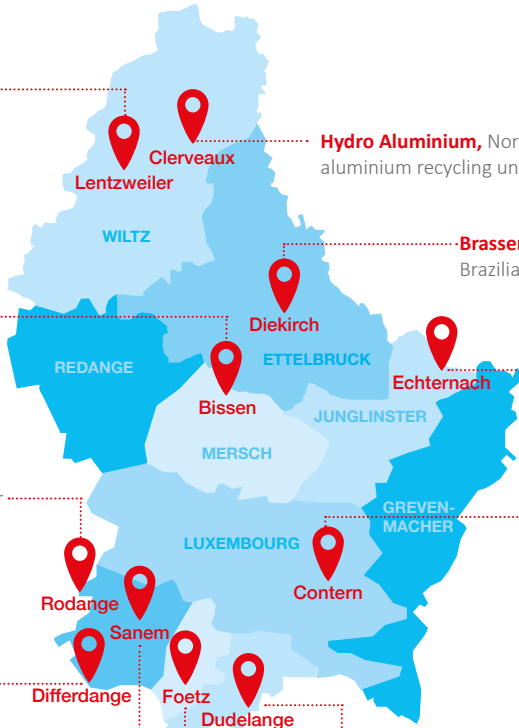 Clerveaux
Hydro Aluminium, Nor
aluminium recycling un
Lentzweiler
WILTZ
Brasser
Brazilia
Diekirch
ETTELBRUCK
REDANGE
Echternach
Bissen
JUNGLINSTER
MERSCH
GREVEN-
MACHER
LUXEMBOURG
Contern
Rodange
Sanem
Differdange
Foetz
Dudelange